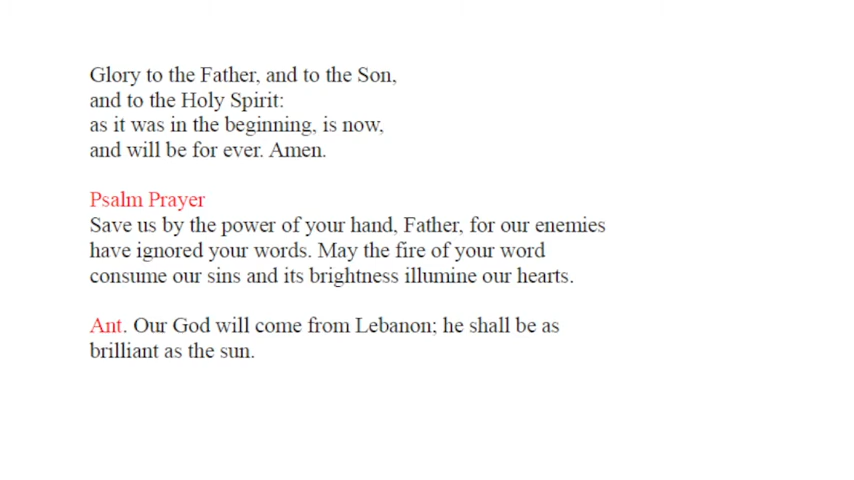 Glory to the Father, and to the Son,
and to the Holy Spirit:
as it was in the beginning, is now,
and will be for ever. Amen.
Psalm Prayer
Save us by the power of your hand, Father, for our enemies
have ignored your words. May the fire of your word
consume our sins and its brightness illumine our hearts.
Ant. Our God will come from Lebanon; he shall be as
brilliant as the sun.